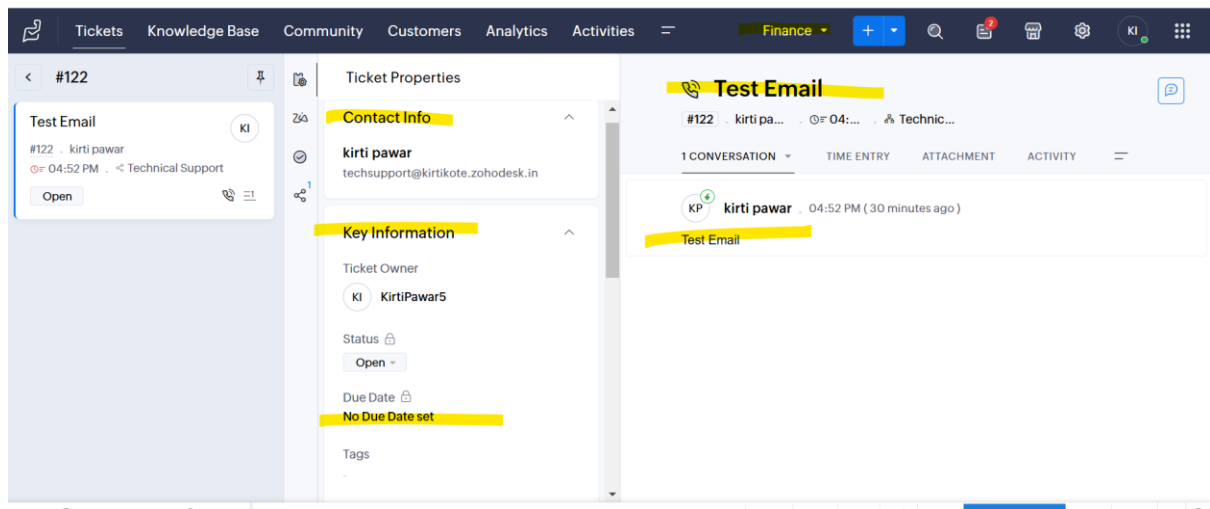 Tickets Knowledge Base Community Customers Analytics Activities Finance + 2 KI
#122
Test Email KI
#122 . kirti pawar
04:52 PM . Technical Support
Open 1
1
Ticket Properties
Contact Info
kirti pawar
techsupport@kirtikote.zohodesk.in
Key Information
Ticket Owner
KI KirtiPawar5
Status
Open
Due Date
No Due Date set
Tags
-
Test Email
#122 . kirti pa... . 04:... . Technic...
1 CONVERSATION TIME ENTRY ATTACHMENT ACTIVITY
KP kirti pawar . 04:52 PM ( 30 minutes ago )
Test Email